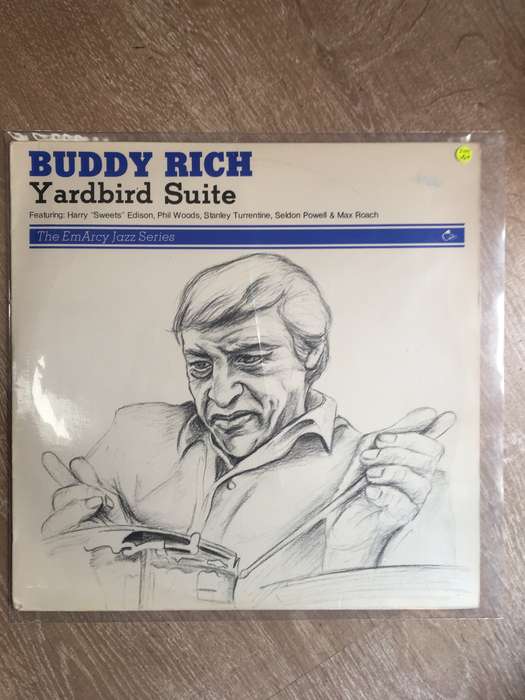 BUDDY RICH
Yardbird Suite
Featuring: Harry "Sweets" Edison, Phil Woods, Stanley Turrentine, Seldon Powell & Max Roach
The EmArcy Jazz Series